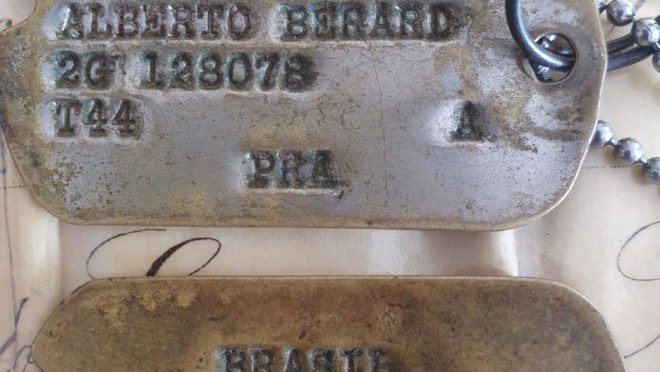 ALBERTO BERARD
2G 128078
T44 A
PRA
BRASIL